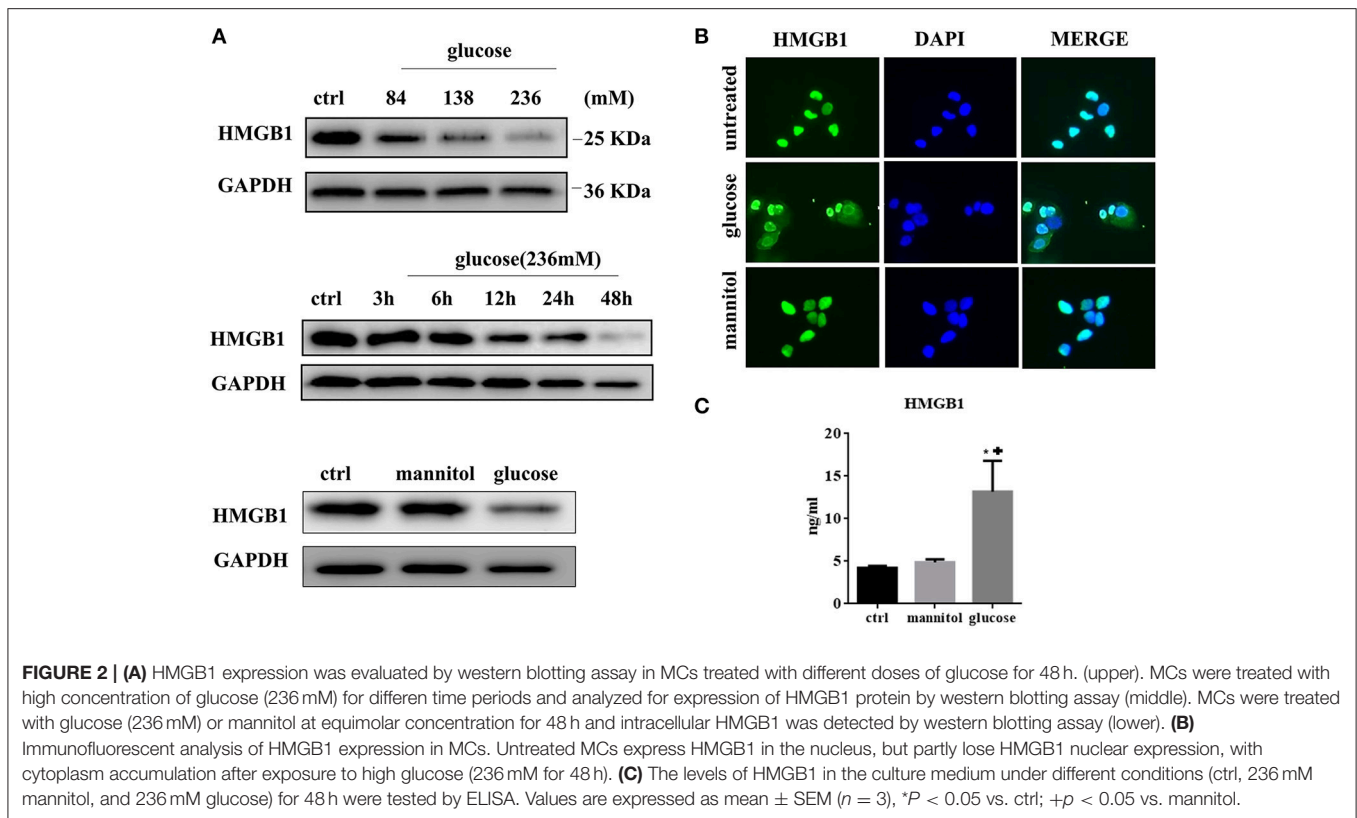 A
glucose
ctrl 84 138 236 (mM)
HMGB1 –25 KDa
GAPDH –36 KDa
glucose(236mM)
ctrl 3h 6h 12h 24h 48h
HMGB1
GAPDH
ctrl mannitol glucose
HMGB1
GAPDH
B
HMGB1 DAPI MERGE
untreated
glucose
mannitol
C
HMGB1
ng/ml
20
15
10
5
0
* +
ctrl mannitol glucose
FIGURE 2 | (A) HMGB1 expression was evaluated by western blotting assay in MCs treated with different doses of glucose for 48 h. (upper). MCs were treated with
high concentration of glucose (236 mM) for differen time periods and analyzed for expression of HMGB1 protein by western blotting assay (middle). MCs were treated
with glucose (236 mM) or mannitol at equimolar concentration for 48 h and intracellular HMGB1 was detected by western blotting assay (lower). (B)
Immunofluorescent analysis of HMGB1 expression in MCs. Untreated MCs express HMGB1 in the nucleus, but partly lose HMGB1 nuclear expression, with
cytoplasm accumulation after exposure to high glucose (236 mM for 48 h). (C) The levels of HMGB1 in the culture medium under different conditions (ctrl, 236 mM
mannitol, and 236 mM glucose) for 48 h were tested by ELISA. Values are expressed as mean ± SEM (n = 3), *P < 0.05 vs. ctrl; +p < 0.05 vs. mannitol.